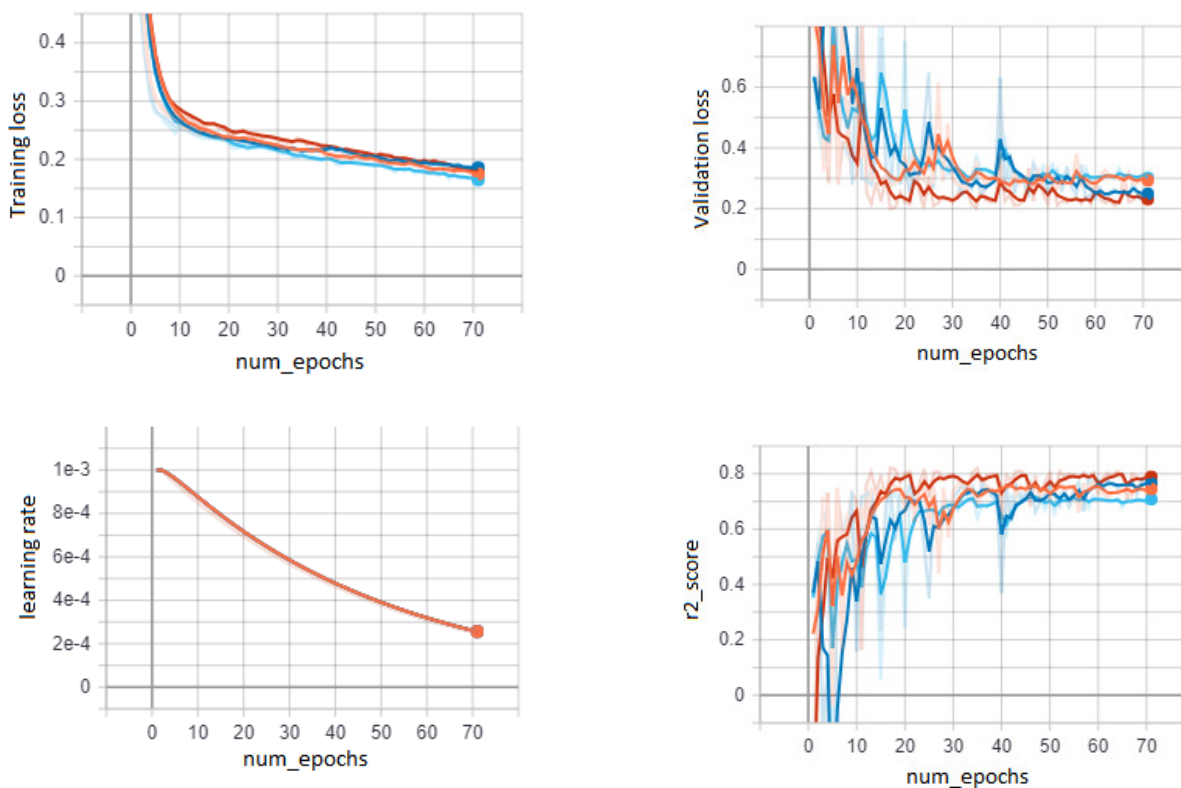 0.4
0.3
0.2
0.1
0
Training loss
0 10 20 30 40 50 60 70
num_epochs
0.6
0.4
0.2
0
Validation loss
0 10 20 30 40 50 60 70
num_epochs
1e-3
8e-4
6e-4
4e-4
2e-4
0
learning rate
0 10 20 30 40 50 60 70
num_epochs
0.8
0.6
0.4
0.2
0
r2_score
0 10 20 30 40 50 60 70
num_epochs